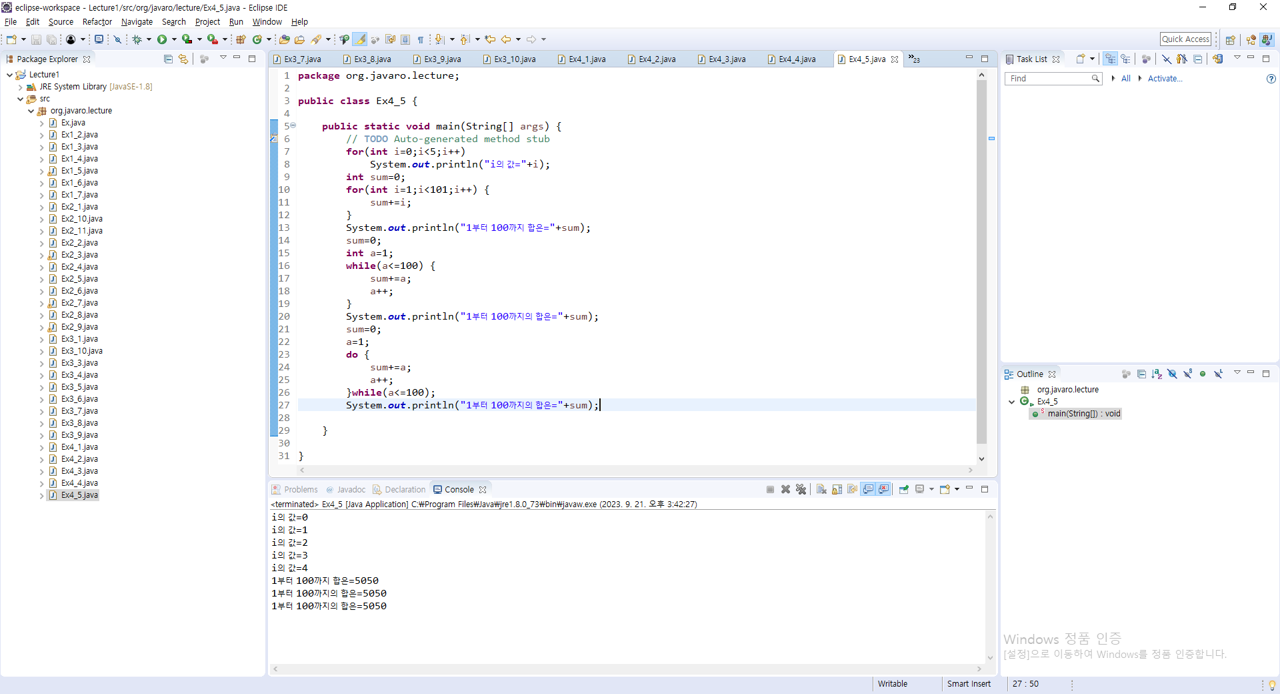 eclipse-workspace - Lecture1/src/org/javaro/lecture/Ex4_5.java - Eclipse IDE
File Edit Source Refactor Navigate Search Project Run Window Help
Quick Access
Package Explorer
Lecture1
JRE System Library [JavaSE-1.8]
src
org.javaro.lecture
Ex.java
Ex1_2.java
Ex1_3.java
Ex1_4.java
Ex1_5.java
Ex1_6.java
Ex1_7.java
Ex2_1.java
Ex2_10.java
Ex2_11.java
Ex2_2.java
Ex2_3.java
Ex2_4.java
Ex2_5.java
Ex2_6.java
Ex2_7.java
Ex2_8.java
Ex2_9.java
Ex3_1.java
Ex3_10.java
Ex3_3.java
Ex3_4.java
Ex3_5.java
Ex3_6.java
Ex3_7.java
Ex3_8.java
Ex3_9.java
Ex4_1.java
Ex4_2.java
Ex4_3.java
Ex4_4.java
Ex4_5.java
Ex3_7.java Ex3_8.java Ex3_9.java Ex3_10.java Ex4_1.java Ex4_2.java Ex4_3.java Ex4_4.java Ex4_5.java »23
1 package org.javaro.lecture;
2
3 public class Ex4_5 {
4
5 public static void main(String[] args) {
6 // TODO Auto-generated method stub
7 for(int i=0;i<5;i++)
8 System.out.println("i의 값="+i);
9 int sum=0;
10 for(int i=1;i<101;i++) {
11 sum+=i;
12 }
13 System.out.println("1부터 100까지 합은="+sum);
14 sum=0;
15 int a=1;
16 while(a<=100) {
17 sum+=a;
18 a++;
19 }
20 System.out.println("1부터 100까지의 합은="+sum);
21 sum=0;
22 a=1;
23 do {
24 sum+=a;
25 a++;
26 }while(a<=100);
27 System.out.println("1부터 100까지의 합은="+sum);
28
29 }
30
31 }
Problems Javadoc Declaration Console
<terminated> Ex4_5 [Java Application] C:₩Program Files₩Java₩jre1.8.0_73₩bin₩javaw.exe (2023. 9. 21. 오후 3:42:27)
i의 값=0
i의 값=1
i의 값=2
i의 값=3
i의 값=4
1부터 100까지 합은=5050
1부터 100까지의 합은=5050
1부터 100까지의 합은=5050
Task List
Find All Activate...
Outline
org.javaro.lecture
Ex4_5
main(String[]) : void
Windows 정품 인증
[설정]으로 이동하여 Windows를 정품 인증합니다.
Writable Smart Insert 27 : 50